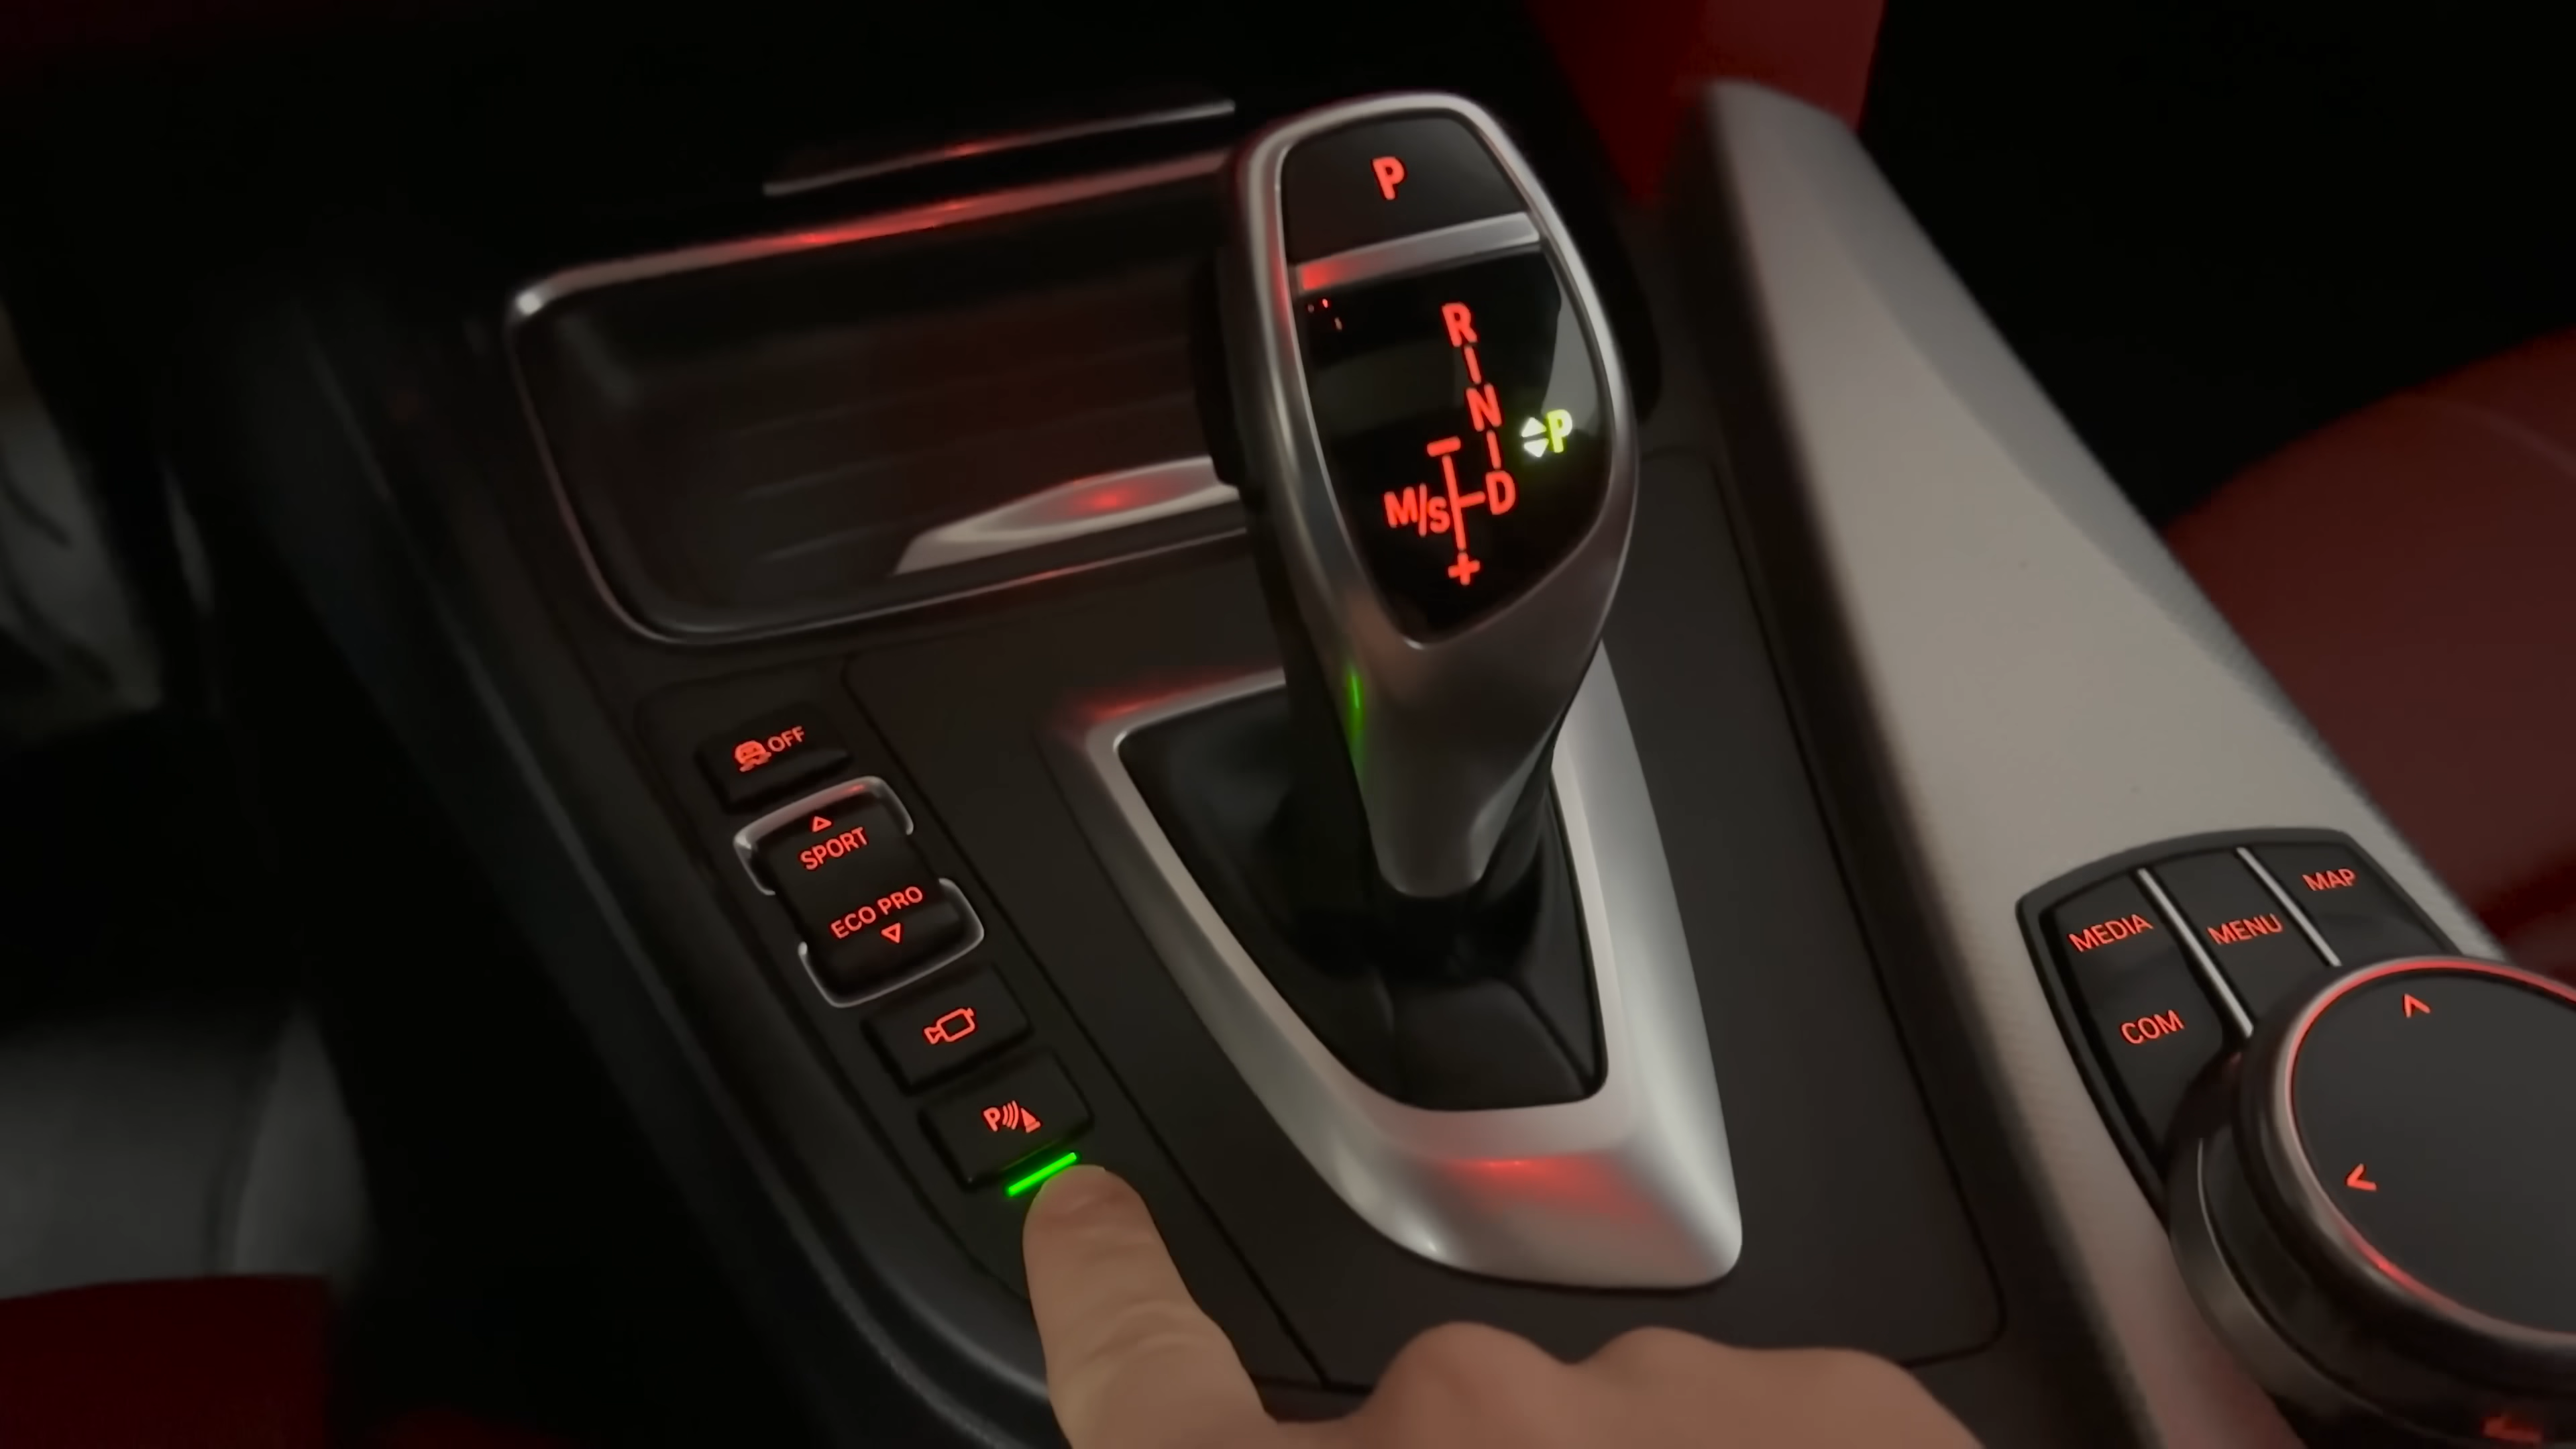 P
R
N
P
M/S
D
+
OFF
SPORT
ECO PRO
P
MEDIA
MENU
MAP
COM